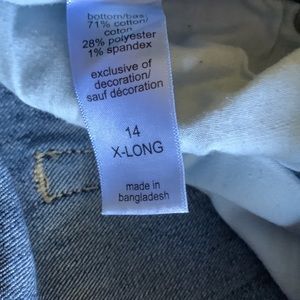 bottom/bas
71% cotton/
coton
28% polyester
1% spandex
exclusive of
decoration/
sauf décoration
14
X-LONG
made in
bangladesh